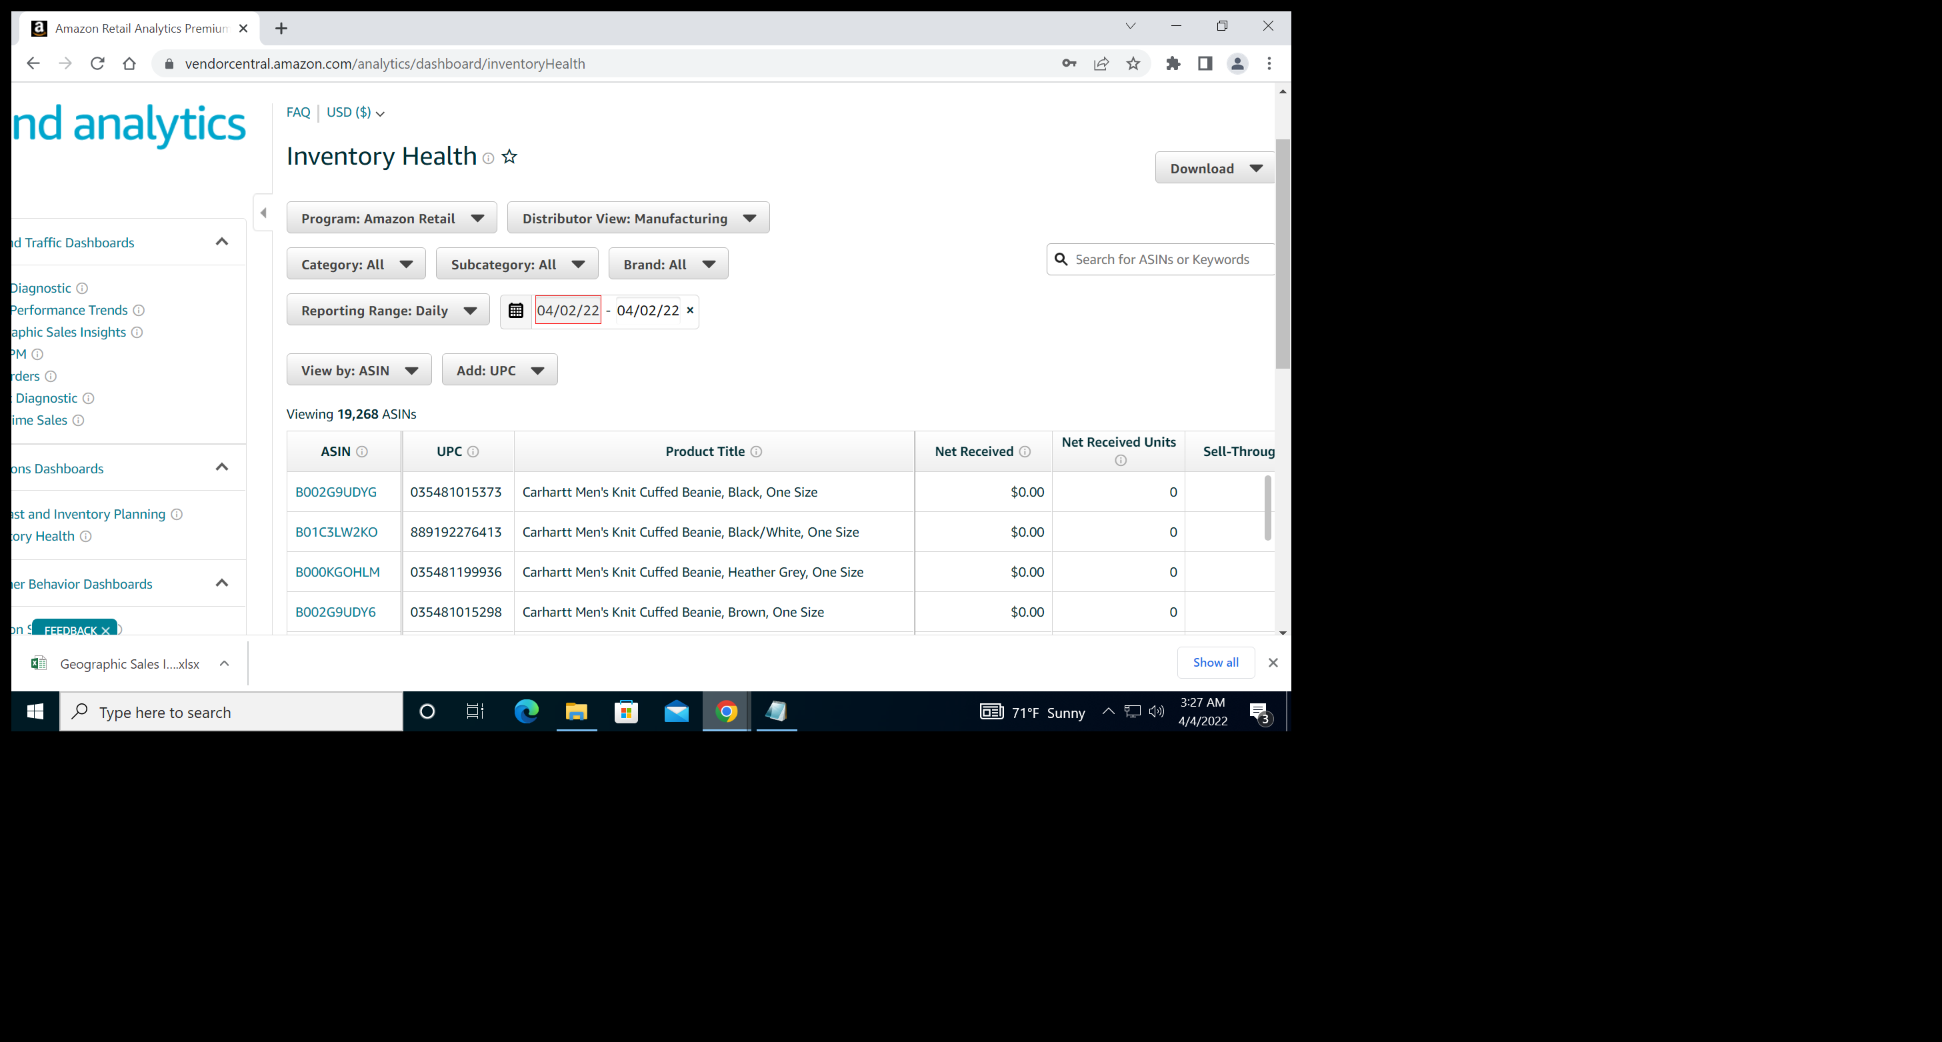 Amazon Retail Analytics Premium
vendorcentral.amazon.com/analytics/dashboard/inventoryHealth
nd analytics
d Traffic Dashboards
Diagnostic
Performance Trends
aphic Sales Insights
PM
rders
Diagnostic
ime Sales
ons Dashboards
ast and Inventory Planning
ory Health
er Behavior Dashboards
on S
FEEDBACK X
FAQ | USD ($)
Inventory Health
Download
Program: Amazon Retail
Distributor View: Manufacturing
Category: All
Subcategory: All
Brand: All
Search for ASINs or Keywords
Reporting Range: Daily
04/02/22 - 04/02/22 ×
View by: ASIN
Add: UPC
Viewing 19,268 ASINs
ASIN UPC Product Title Net Received Net Received Units Sell-Throug
B002G9UDYG 035481015373 Carhartt Men's Knit Cuffed Beanie, Black, One Size $0.00 0
B01C3LW2KO 889192276413 Carhartt Men's Knit Cuffed Beanie, Black/White, One Size $0.00 0
B000KGOHLM 035481199936 Carhartt Men's Knit Cuffed Beanie, Heather Grey, One Size $0.00 0
B002G9UDY6 035481015298 Carhartt Men's Knit Cuffed Beanie, Brown, One Size $0.00 0
Geographic Sales I....xlsx
Show all
Type here to search
71°F Sunny
3:27 AM
4/4/2022
3